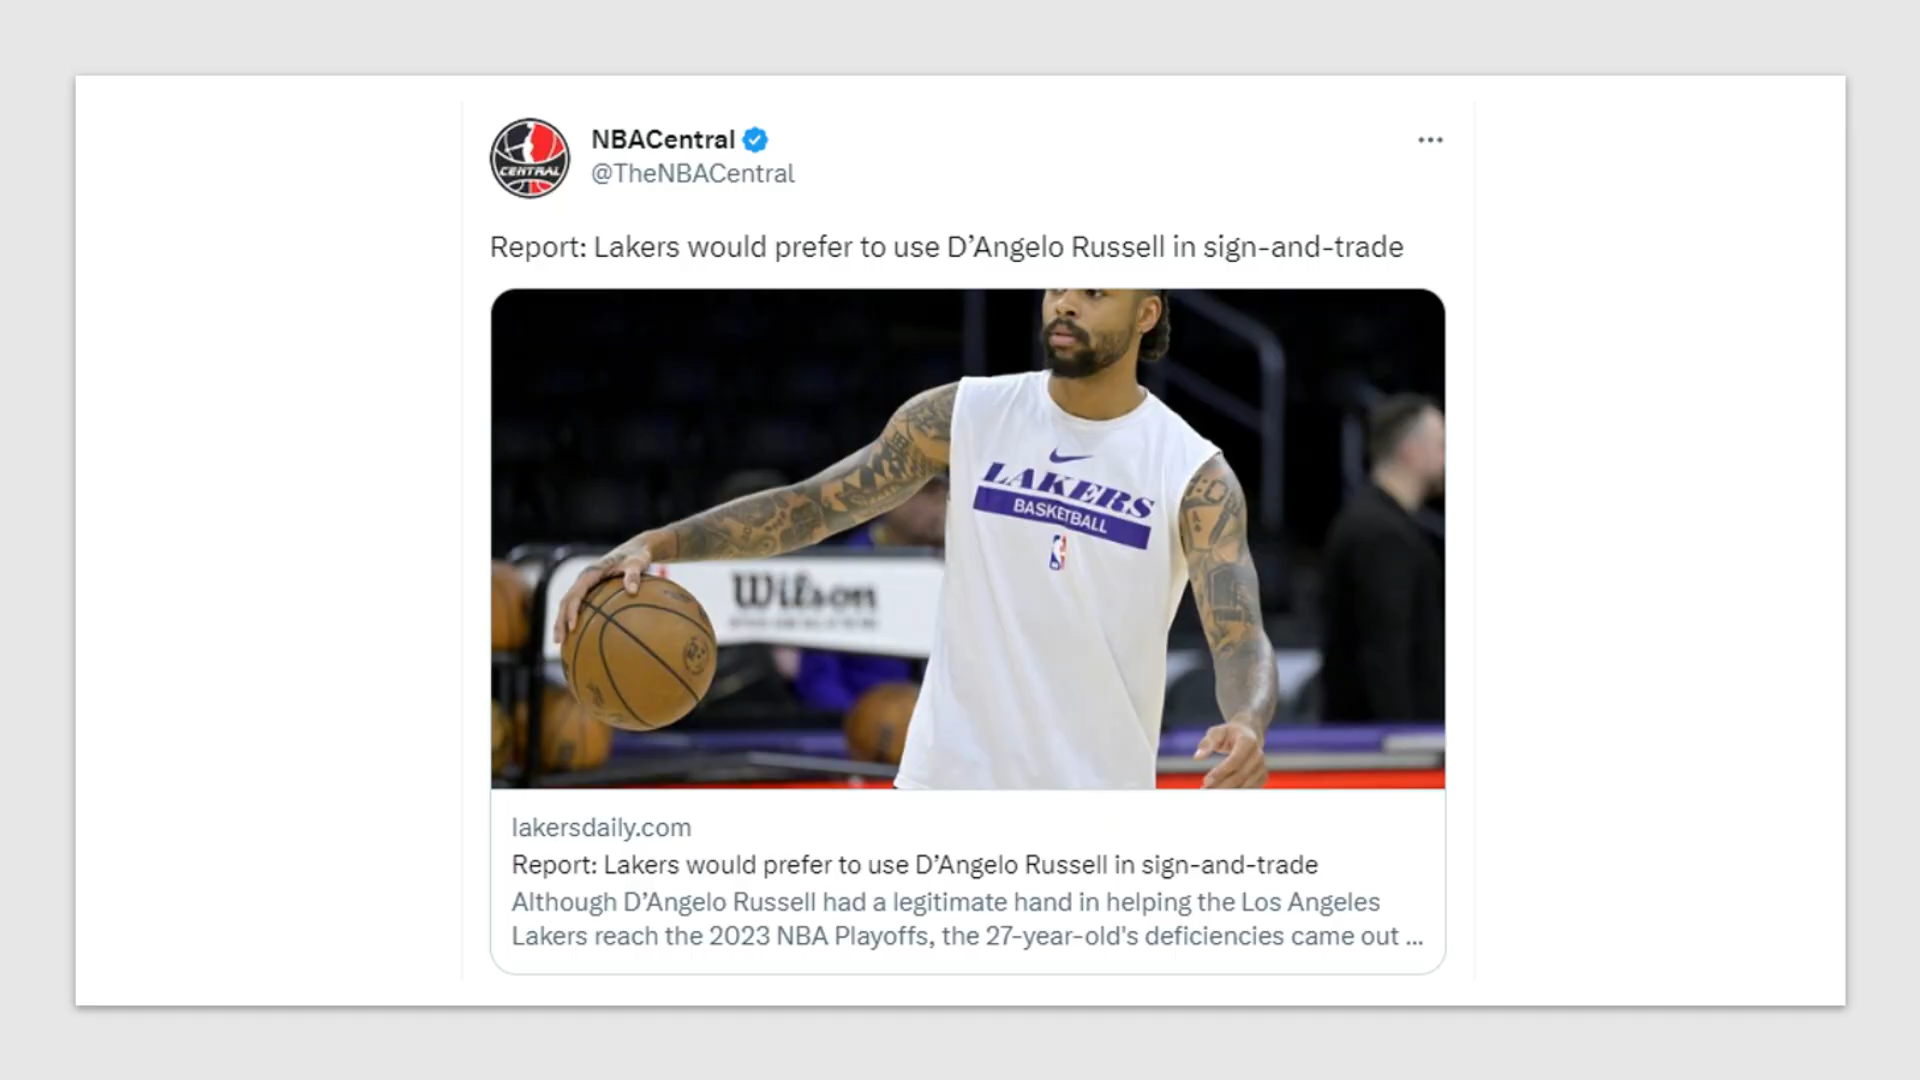 NBACentral
@TheNBACentral
CENTRAL
Report: Lakers would prefer to use D’Angelo Russell in sign-and-trade
LAKERS
BASKETBALL
Wilson
lakersdaily.com
Report: Lakers would prefer to use D’Angelo Russell in sign-and-trade
Although D’Angelo Russell had a legitimate hand in helping the Los Angeles
Lakers reach the 2023 NBA Playoffs, the 27-year-old's deficiencies came out ...